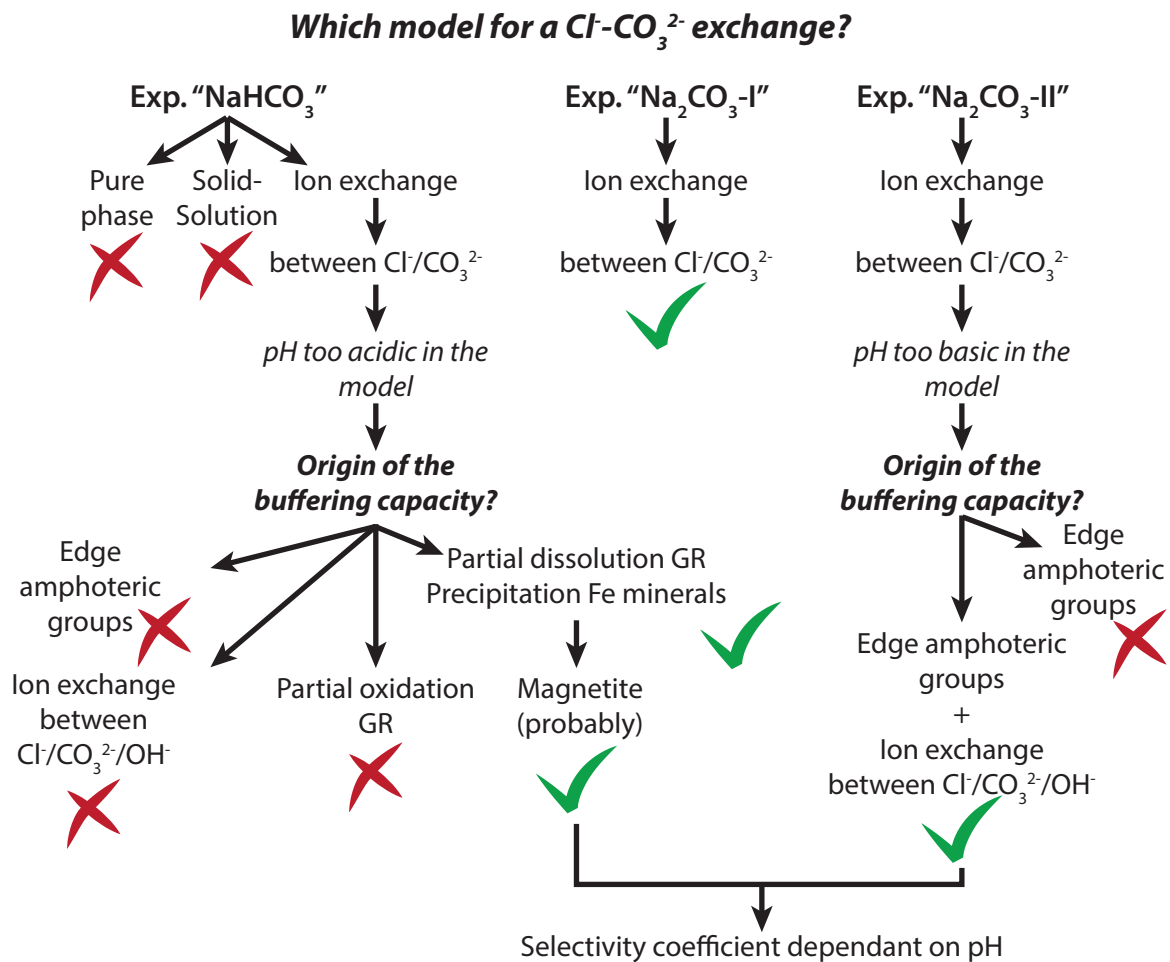 Which model for a Cl⁻-CO₃²⁻ exchange?
Exp. “NaHCO₃”
Pure
phase
Solid-
Solution
Ion exchange
between Cl⁻/CO₃²⁻
pH too acidic in the
model
Origin of the
buffering capacity?
Edge
amphoteric
groups
Ion exchange
between
Cl⁻/CO₃²⁻/OH⁻
Partial oxidation
GR
Partial dissolution GR
Precipitation Fe minerals
Magnetite
(probably)
Exp. “Na₂CO₃-I”
Ion exchange
between Cl⁻/CO₃²⁻
Exp. “Na₂CO₃-II”
Ion exchange
between Cl⁻/CO₃²⁻
pH too basic in the
model
Origin of the
buffering capacity?
Edge
amphoteric
groups
Edge amphoteric
groups
+
Ion exchange
between Cl⁻/CO₃²⁻/OH⁻
Selectivity coefficient dependant on pH